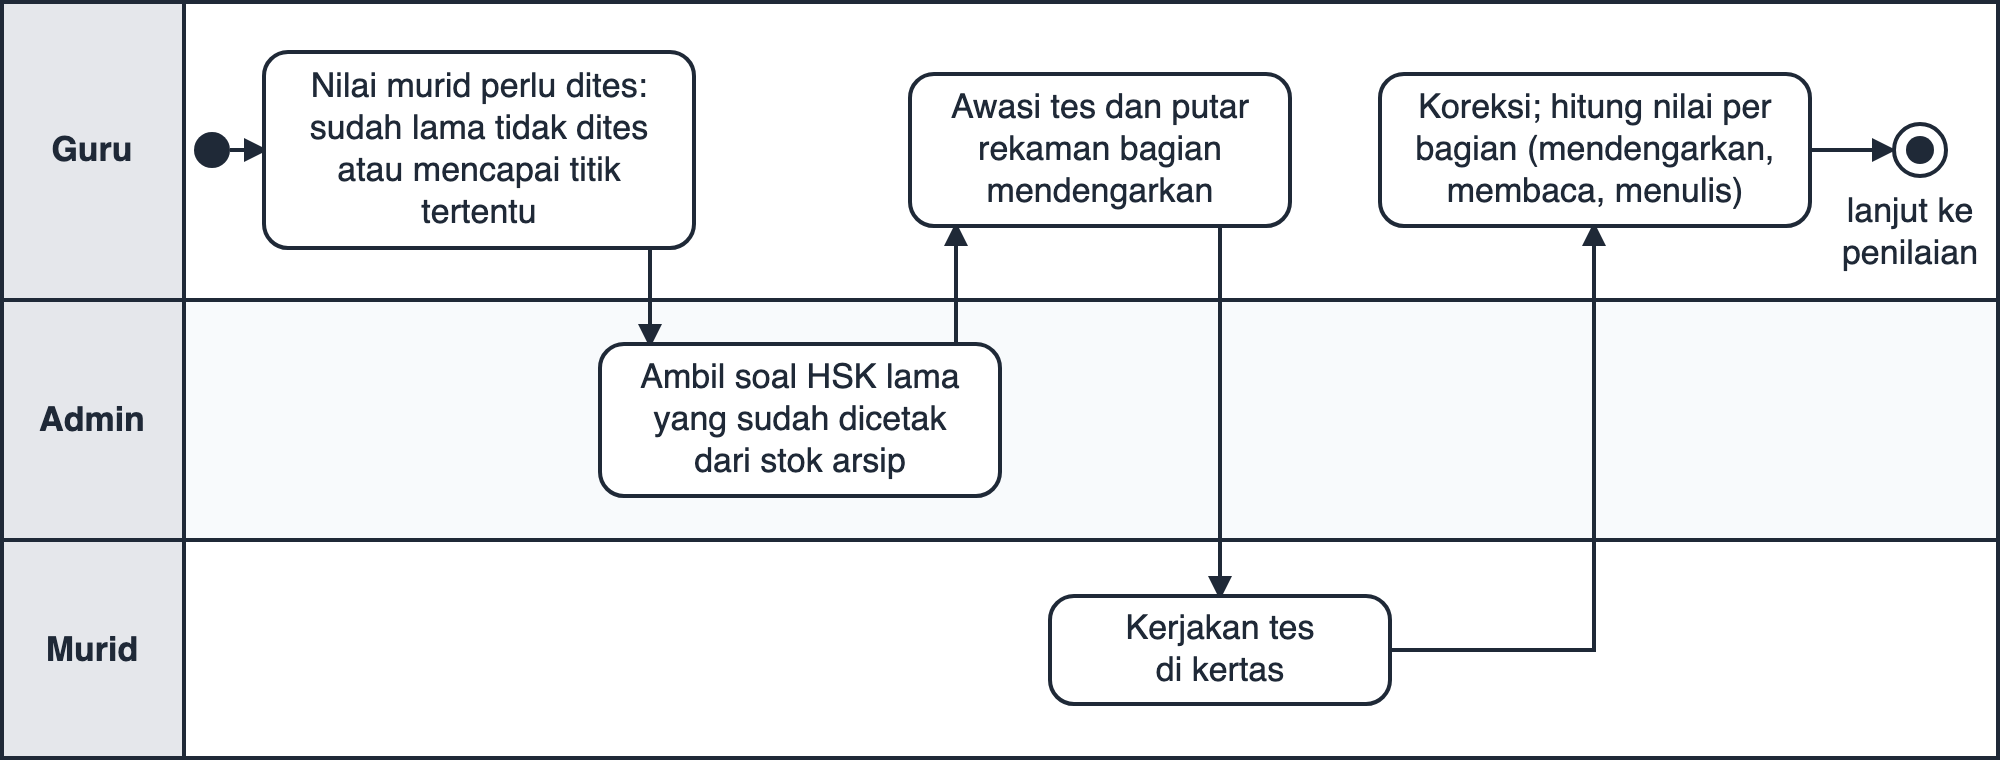 Guru
Nilai murid perlu dites:
sudah lama tidak dites
atau mencapai titik
tertentu
Awasi tes dan putar
rekaman bagian
mendengarkan
Koreksi; hitung nilai per
bagian (mendengarkan,
membaca, menulis)
lanjut ke
penilaian
Admin
Ambil soal HSK lama
yang sudah dicetak
dari stok arsip
Murid
Kerjakan tes
di kertas